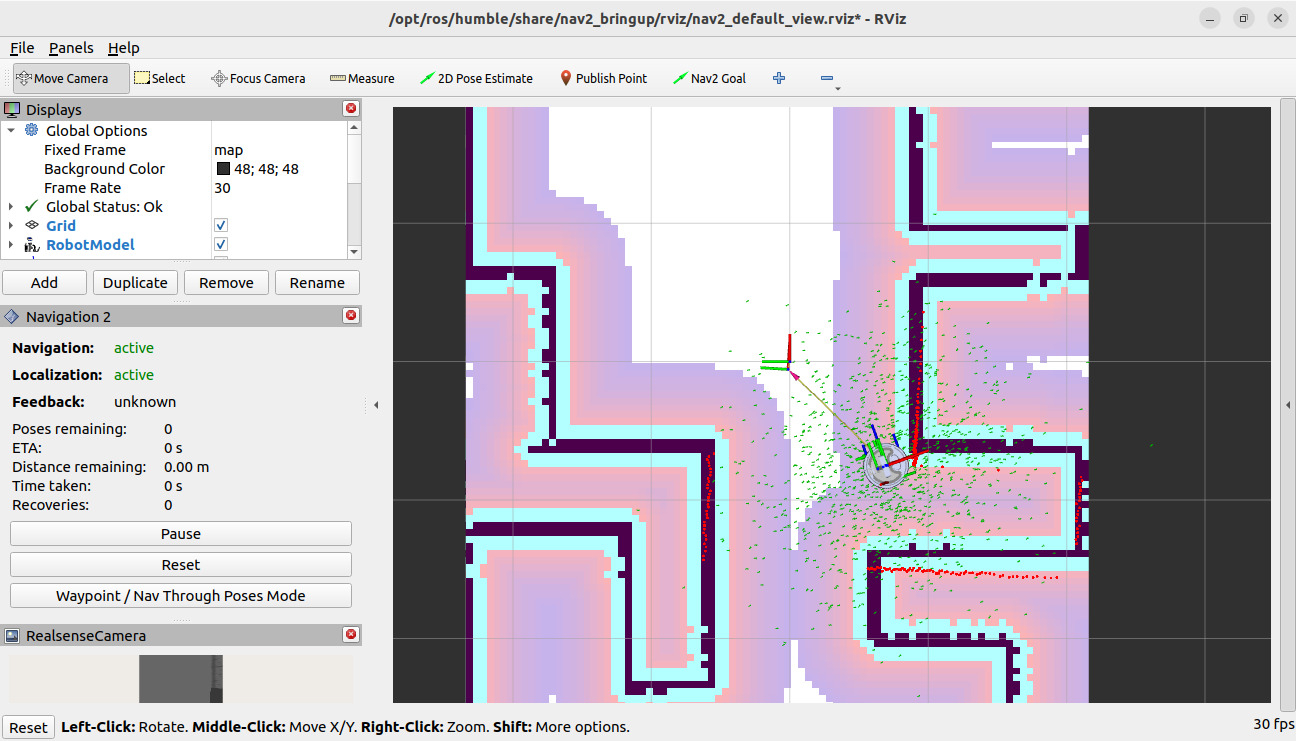 /opt/ros/humble/share/nav2_bringup/rviz/nav2_default_view.rviz* - RViz
File Panels Help
Move Camera Select Focus Camera Measure 2D Pose Estimate Publish Point Nav2 Goal
Displays
Global Options
Fixed Frame map
Background Color 48; 48; 48
Frame Rate 30
Global Status: Ok
Grid
RobotModel
Add Duplicate Remove Rename
Navigation 2
Navigation: active
Localization: active
Feedback: unknown
Poses remaining: 0
ETA: 0 s
Distance remaining: 0.00 m
Time taken: 0 s
Recoveries: 0
Pause
Reset
Waypoint / Nav Through Poses Mode
RealsenseCamera
Reset Left-Click: Rotate. Middle-Click: Move X/Y. Right-Click: Zoom. Shift: More options. 30 fps